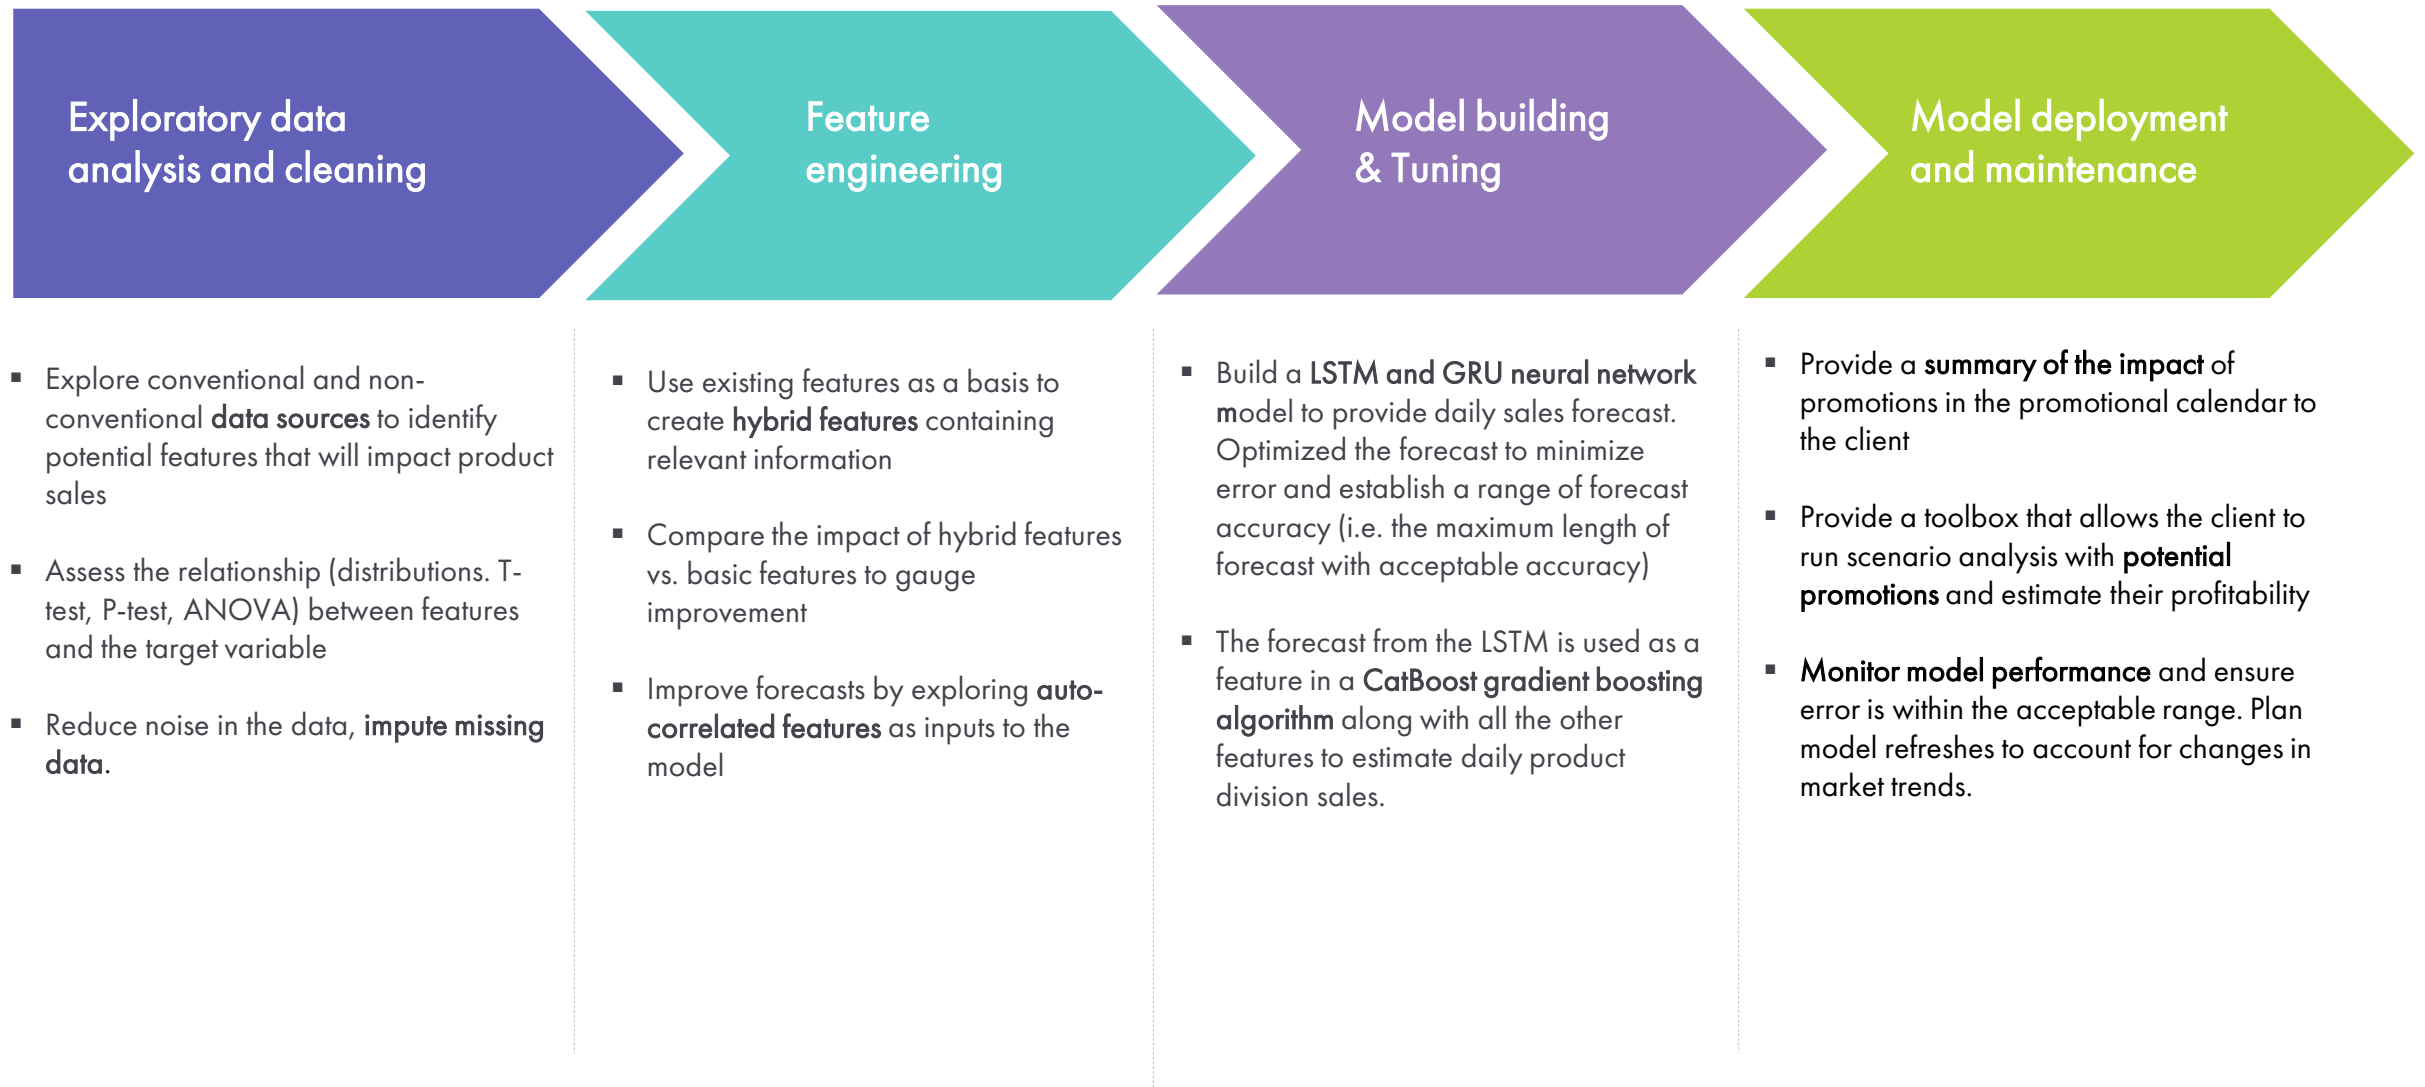 Exploratory data
analysis and cleaning
Feature
engineering
Model building
& Tuning
Model deployment
and maintenance
▪ Explore conventional and non-
conventional data sources to identify
potential features that will impact product
sales
▪ Assess the relationship (distributions. T-
test, P-test, ANOVA) between features
and the target variable
▪ Reduce noise in the data, impute missing
data.
▪ Use existing features as a basis to
create hybrid features containing
relevant information
▪ Compare the impact of hybrid features
vs. basic features to gauge
improvement
▪ Improve forecasts by exploring auto-
correlated features as inputs to the
model
▪ Build a LSTM and GRU neural network
model to provide daily sales forecast.
Optimized the forecast to minimize
error and establish a range of forecast
accuracy (i.e. the maximum length of
forecast with acceptable accuracy)
▪ The forecast from the LSTM is used as a
feature in a CatBoost gradient boosting
algorithm along with all the other
features to estimate daily product
division sales.
▪ Provide a summary of the impact of
promotions in the promotional calendar to
the client
▪ Provide a toolbox that allows the client to
run scenario analysis with potential
promotions and estimate their profitability
▪ Monitor model performance and ensure
error is within the acceptable range. Plan
model refreshes to account for changes in
market trends.